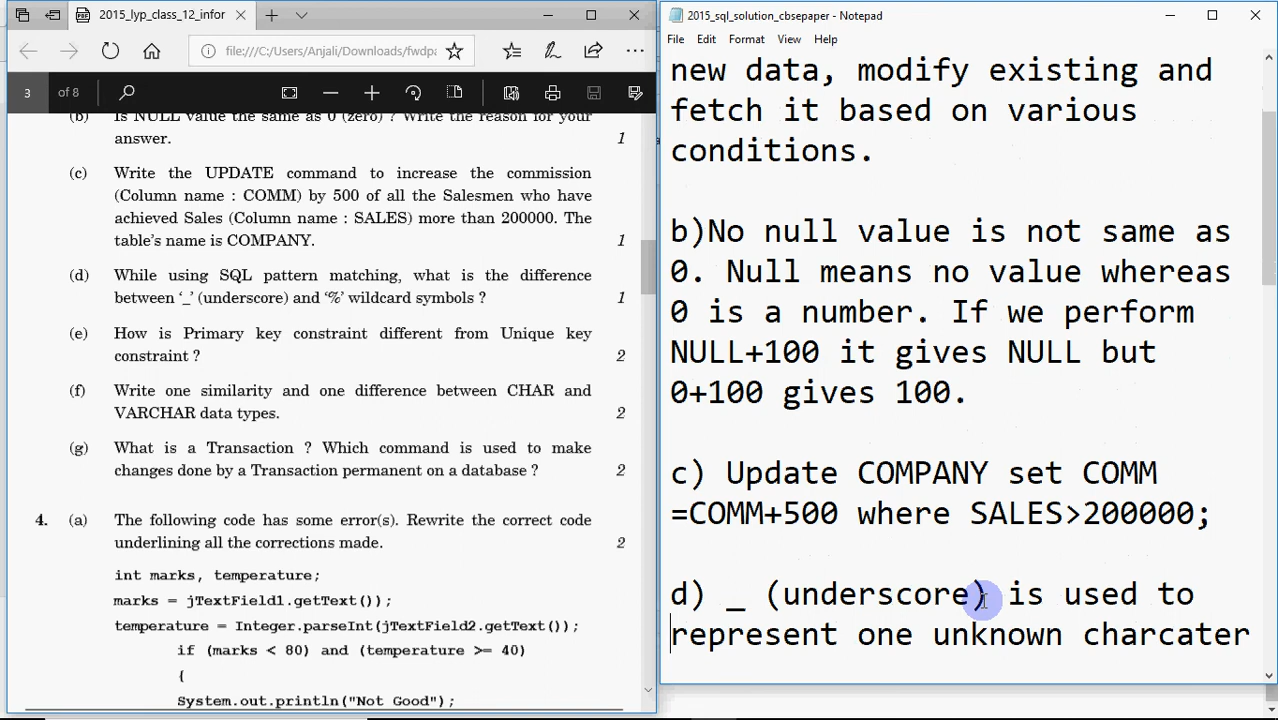 2015_lyp_class_12_infor
file:///C:/Users/Anjali/Downloads/fwdpa
3 of 8
(b) Is NULL value the same as 0 (zero) ? Write the reason for your
answer. 1
(c) Write the UPDATE command to increase the commission
(Column name : COMM) by 500 of all the Salesmen who have
achieved Sales (Column name : SALES) more than 200000. The
table's name is COMPANY. 1
(d) While using SQL pattern matching, what is the difference
between '_' (underscore) and '%' wildcard symbols ? 1
(e) How is Primary key constraint different from Unique key
constraint ? 2
(f) Write one similarity and one difference between CHAR and
VARCHAR data types. 2
(g) What is a Transaction ? Which command is used to make
changes done by a Transaction permanent on a database ? 2
4. (a) The following code has some error(s). Rewrite the correct code
underlining all the corrections made. 2
int marks, temperature;
marks = jTextField1.getText());
temperature = Integer.parseInt(jTextField2.getText());
if (marks < 80) and (temperature >= 40)
{
System.out.println("Not Good");
2015_sql_solution_cbsepaper - Notepad
File Edit Format View Help
new data, modify existing and
fetch it based on various
conditions.
b)No null value is not same as
0. Null means no value whereas
0 is a number. If we perform
NULL+100 it gives NULL but
0+100 gives 100.
c) Update COMPANY set COMM
=COMM+500 where SALES>200000;
d) _ (underscore) is used to
represent one unknown charcater